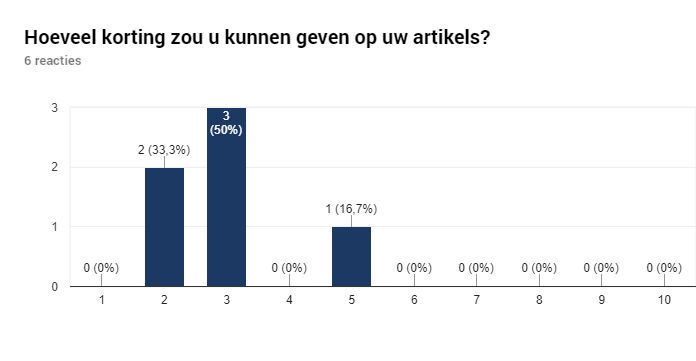 Hoeveel korting zou u kunnen geven op uw artikels?
6 reacties
3
3
(50%)
2 (33,3%)
2
1 (16,7%)
1
0 (0%) 0 (0%) 0 (0%) 0 (0%) 0 (0%) 0 (0%) 0 (0%)
0
1 2 3 4 5 6 7 8 9 10